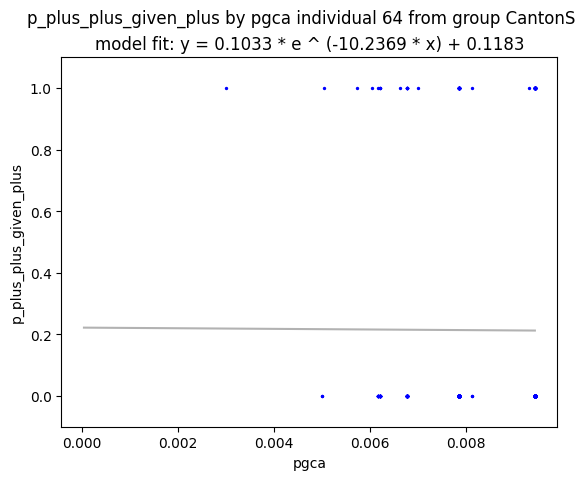 p_plus_plus_given_plus by pgca individual 64 from group CantonS
model fit: y = 0.1033 * e ^ (-10.2369 * x) + 0.1183
1.0
0.8
0.6
0.4
0.2
0.0
p_plus_plus_given_plus
0.000 0.002 0.004 0.006 0.008
pgca